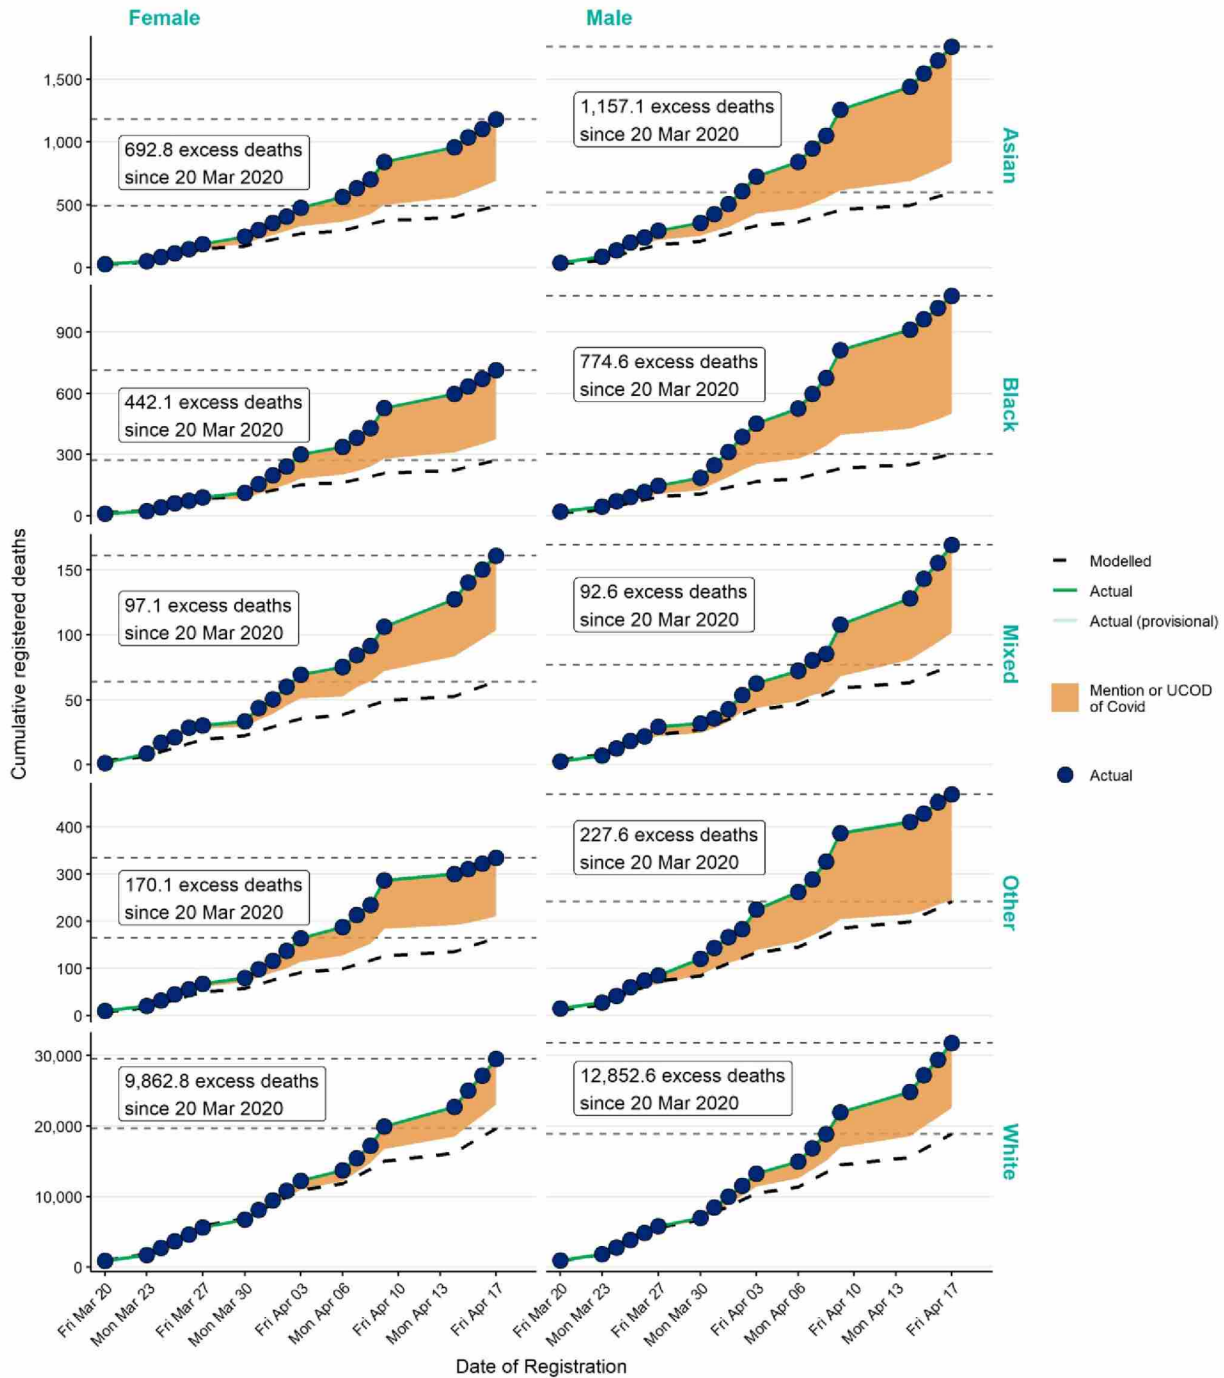 Female
Male
1,500
1,000
500
0
692.8 excess deaths
since 20 Mar 2020
1,157.1 excess deaths
since 20 Mar 2020
Asian
900
600
300
0
442.1 excess deaths
since 20 Mar 2020
774.6 excess deaths
since 20 Mar 2020
Black
150
100
50
0
97.1 excess deaths
since 20 Mar 2020
92.6 excess deaths
since 20 Mar 2020
Mixed
400
300
200
100
0
170.1 excess deaths
since 20 Mar 2020
227.6 excess deaths
since 20 Mar 2020
Other
30,000
20,000
10,000
0
9,862.8 excess deaths
since 20 Mar 2020
12,852.6 excess deaths
since 20 Mar 2020
White
Cumulative registered deaths
Fri Mar 20
Mon Mar 23
Fri Mar 27
Mon Mar 30
Fri Apr 03
Mon Apr 06
Fri Apr 10
Mon Apr 13
Fri Apr 17
Fri Mar 20
Mon Mar 23
Fri Mar 27
Mon Mar 30
Fri Apr 03
Mon Apr 06
Fri Apr 10
Mon Apr 13
Fri Apr 17
Date of Registration
Modelled
Actual
Actual (provisional)
Mention or UCOD
of Covid
Actual